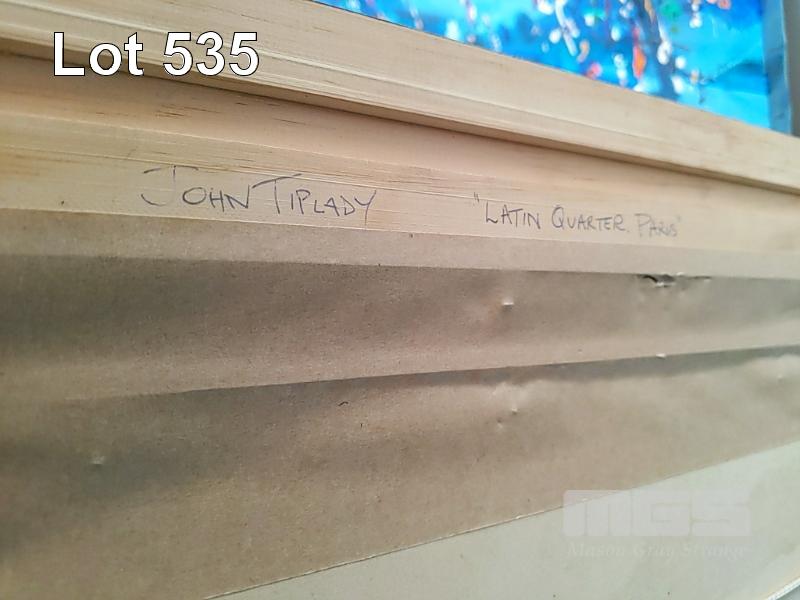 Lot 535
JOHN TIPLADY "LATIN QUARTER, PARIS"
MGS
Mason Gray Strange